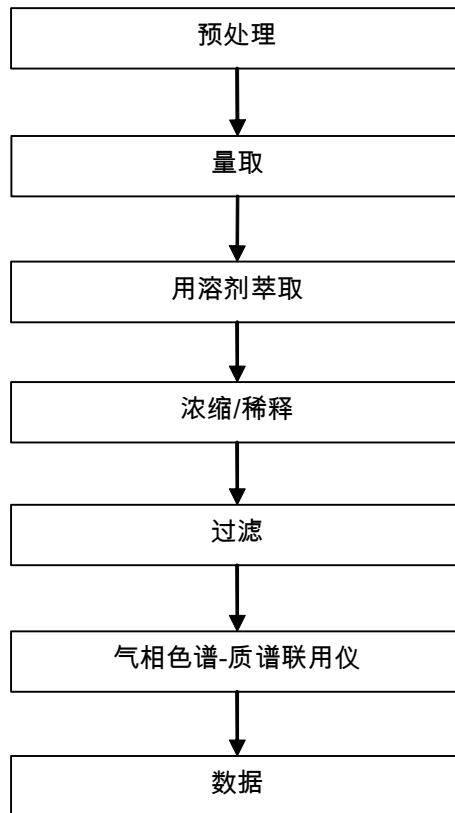 预处理
量取
用溶剂萃取
浓缩/稀释
过滤
气相色谱-质谱联用仪
数据